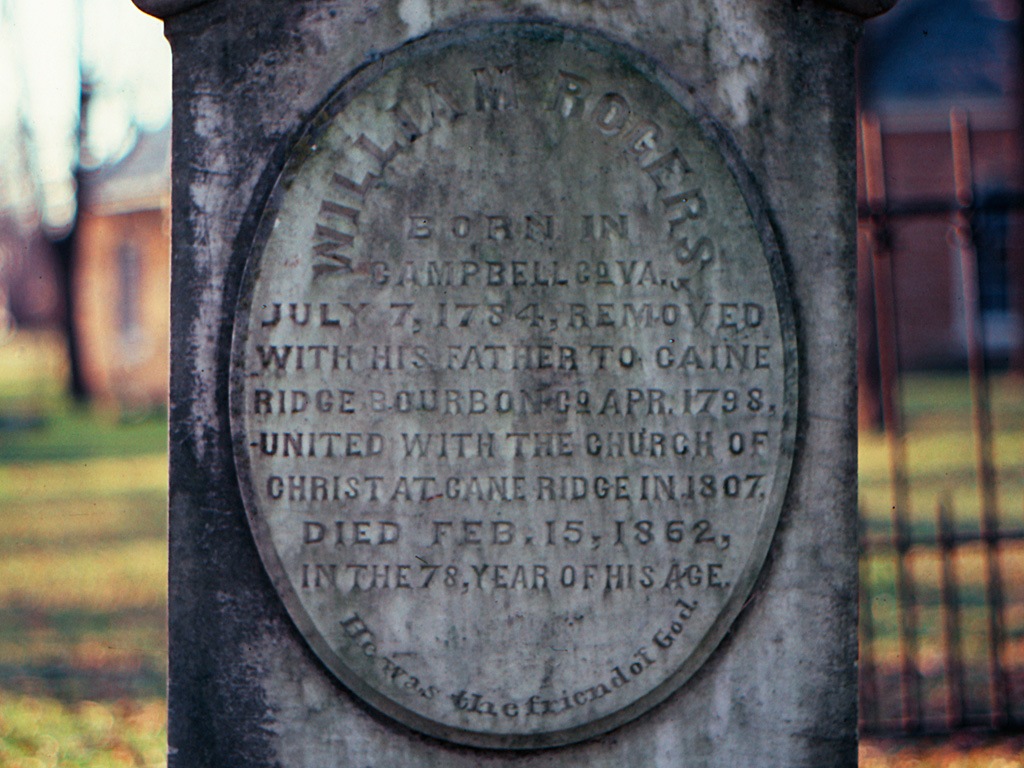 WILLIAM ROGERS,
BORN IN
CAMPBELL CO. VA.,
JULY 7, 1784, REMOVED
WITH HIS FATHER TO CAINE
RIDGE BOURBON CO. APR. 1798,
UNITED WITH THE CHURCH OF
CHRIST AT CANE RIDGE IN 1807.
DIED FEB. 15, 1862,
IN THE 78, YEAR OF HIS AGE.
He was the friend of God.